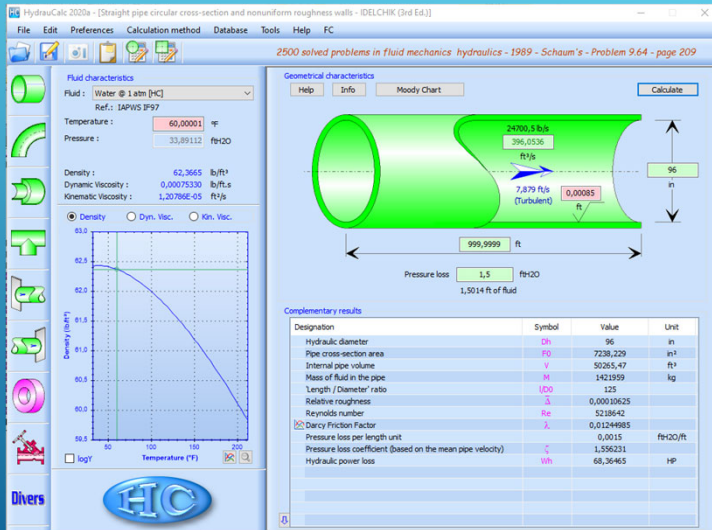 HydrauCalc 2020a - [Straight pipe circular cross-section and nonuniform roughness walls - IDELCHIK (3rd Ed.)]
File Edit Preferences Calculation method Database Tools Help FC
2500 solved problems in fluid mechanics hydraulics - 1989 - Schaum's - Problem 9.64 - page 209
Fluid characteristics
Fluid : Water @ 1 atm [HC]
Ref.: IAPWS IF97
Temperature : 60,00001 °F
Pressure : 33,89112 ftH2O
Density : 62,3665 lb/ft³
Dynamic Viscosity : 0,00075330 lb/ft.s
Kinematic Viscosity : 1,20786E-05 ft²/s
Density Dyn. Visc. Kin. Visc.
63,0
62,5
62,0
61,5
61,0
60,5
60,0
59,5
Density (lb/ft³)
50 100 150 200
logY Temperature (°F)
Divers
HC
Geometrical characteristics
Help Info Moody Chart Calculate
24700,5 lb/s
396,0536
ft³/s
7,879 ft/s
(Turbulent)
0,00085
ft
96
in
999,9999 ft
Pressure loss 1,5 ftH2O
1,5014 ft of fluid
Complementary results
Designation Symbol Value Unit
Hydraulic diameter Dh 96 in
Pipe cross-section area F0 7238,229 in²
Internal pipe volume V 50265,47 ft³
Mass of fluid in the pipe M 1421959 kg
Length / Diameter ratio l/D0 125
Relative roughness Δ̅ 0,00010625
Reynolds number Re 5218642
Darcy Friction Factor λ 0,01244985
Pressure loss per length unit 0,0015 ftH2O/ft
Pressure loss coefficient (based on the mean pipe velocity) ζ 1,556231
Hydraulic power loss Wh 68,36465 HP